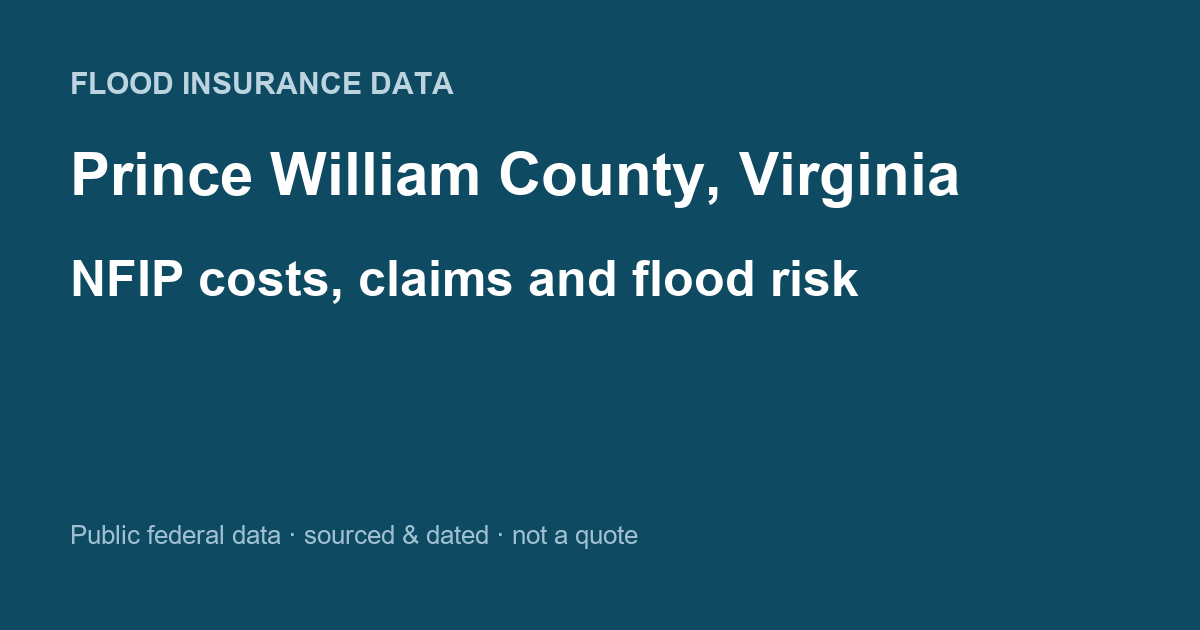 FLOOD INSURANCE DATA
Prince William County, Virginia
NFIP costs, claims and flood risk
Public federal data · sourced & dated · not a quote